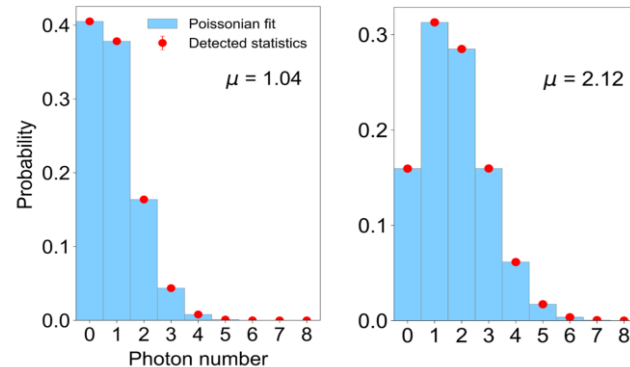 Probability
0.4
0.3
0.2
0.1
0.0
Poissonian fit
Detected statistics
μ = 1.04
0 1 2 3 4 5 6 7 8
Photon number
0.3
0.2
0.1
0.0
μ = 2.12
0 1 2 3 4 5 6 7 8